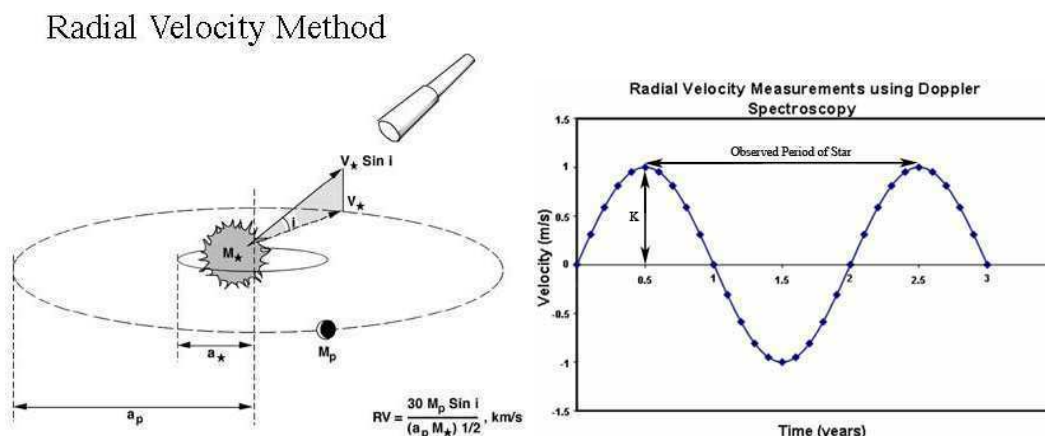 Radial Velocity Method
V★ Sin i
V★
i
M★
Mp
a★
ap
RV = 30 Mp Sin i / (ap M★) 1/2 , km/s
Radial Velocity Measurements using Doppler
Spectroscopy
Velocity (m/s)
1.5
1
0.5
0
-0.5
-1
-1.5
Observed Period of Star
K
0.5
1
1.5
2
2.5
3
Time (years)